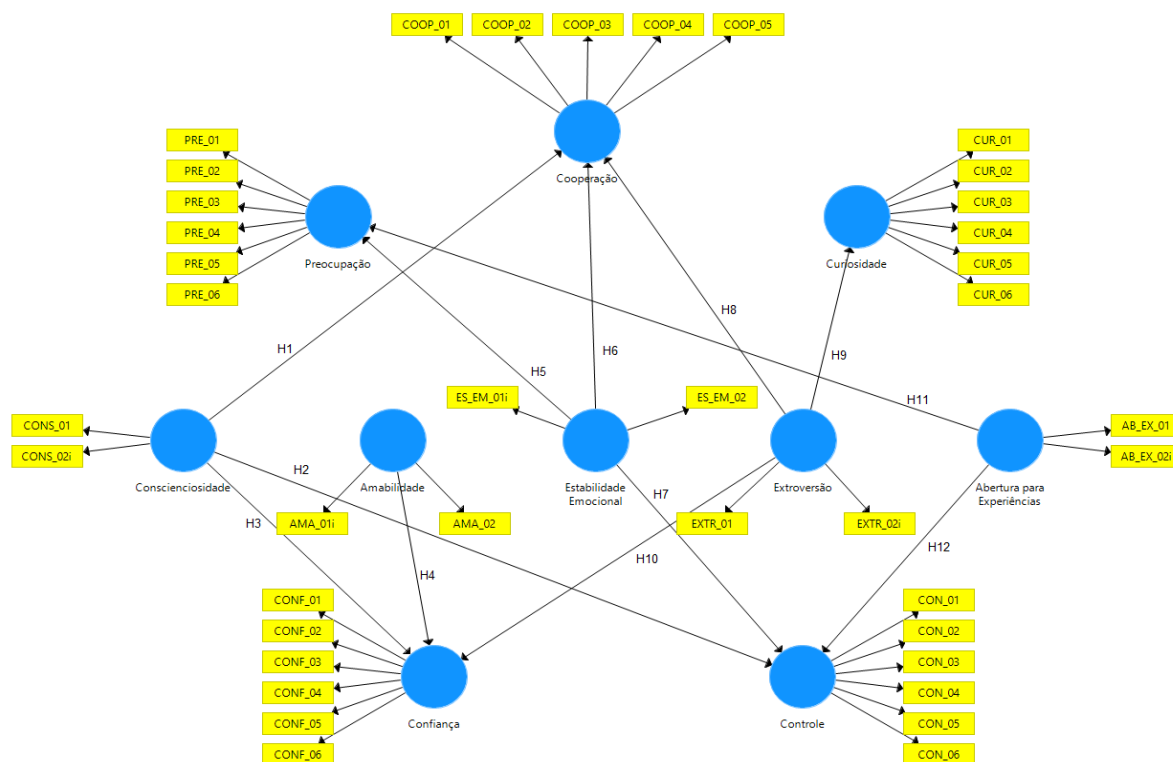 COOP_01
COOP_02
COOP_03
COOP_04
COOP_05
PRE_01
PRE_02
PRE_03
PRE_04
PRE_05
PRE_06
Cooperação
Preocupação
CUR_01
CUR_02
CUR_03
CUR_04
CUR_05
CUR_06
Curiosidade
H1
H5
H6
H8
H9
H11
CONS_01
CONS_02i
Conscienciosidade
Amabilidade
AMA_01i
AMA_02
ES_EM_01i
ES_EM_02
Estabilidade
Emocional
Extroversão
EXTR_01
EXTR_02i
AB_EX_01
AB_EX_02i
Abertura para
Experiências
H2
H3
H4
H7
H10
H12
CONF_01
CONF_02
CONF_03
CONF_04
CONF_05
CONF_06
Confiança
Controle
CON_01
CON_02
CON_03
CON_04
CON_05
CON_06